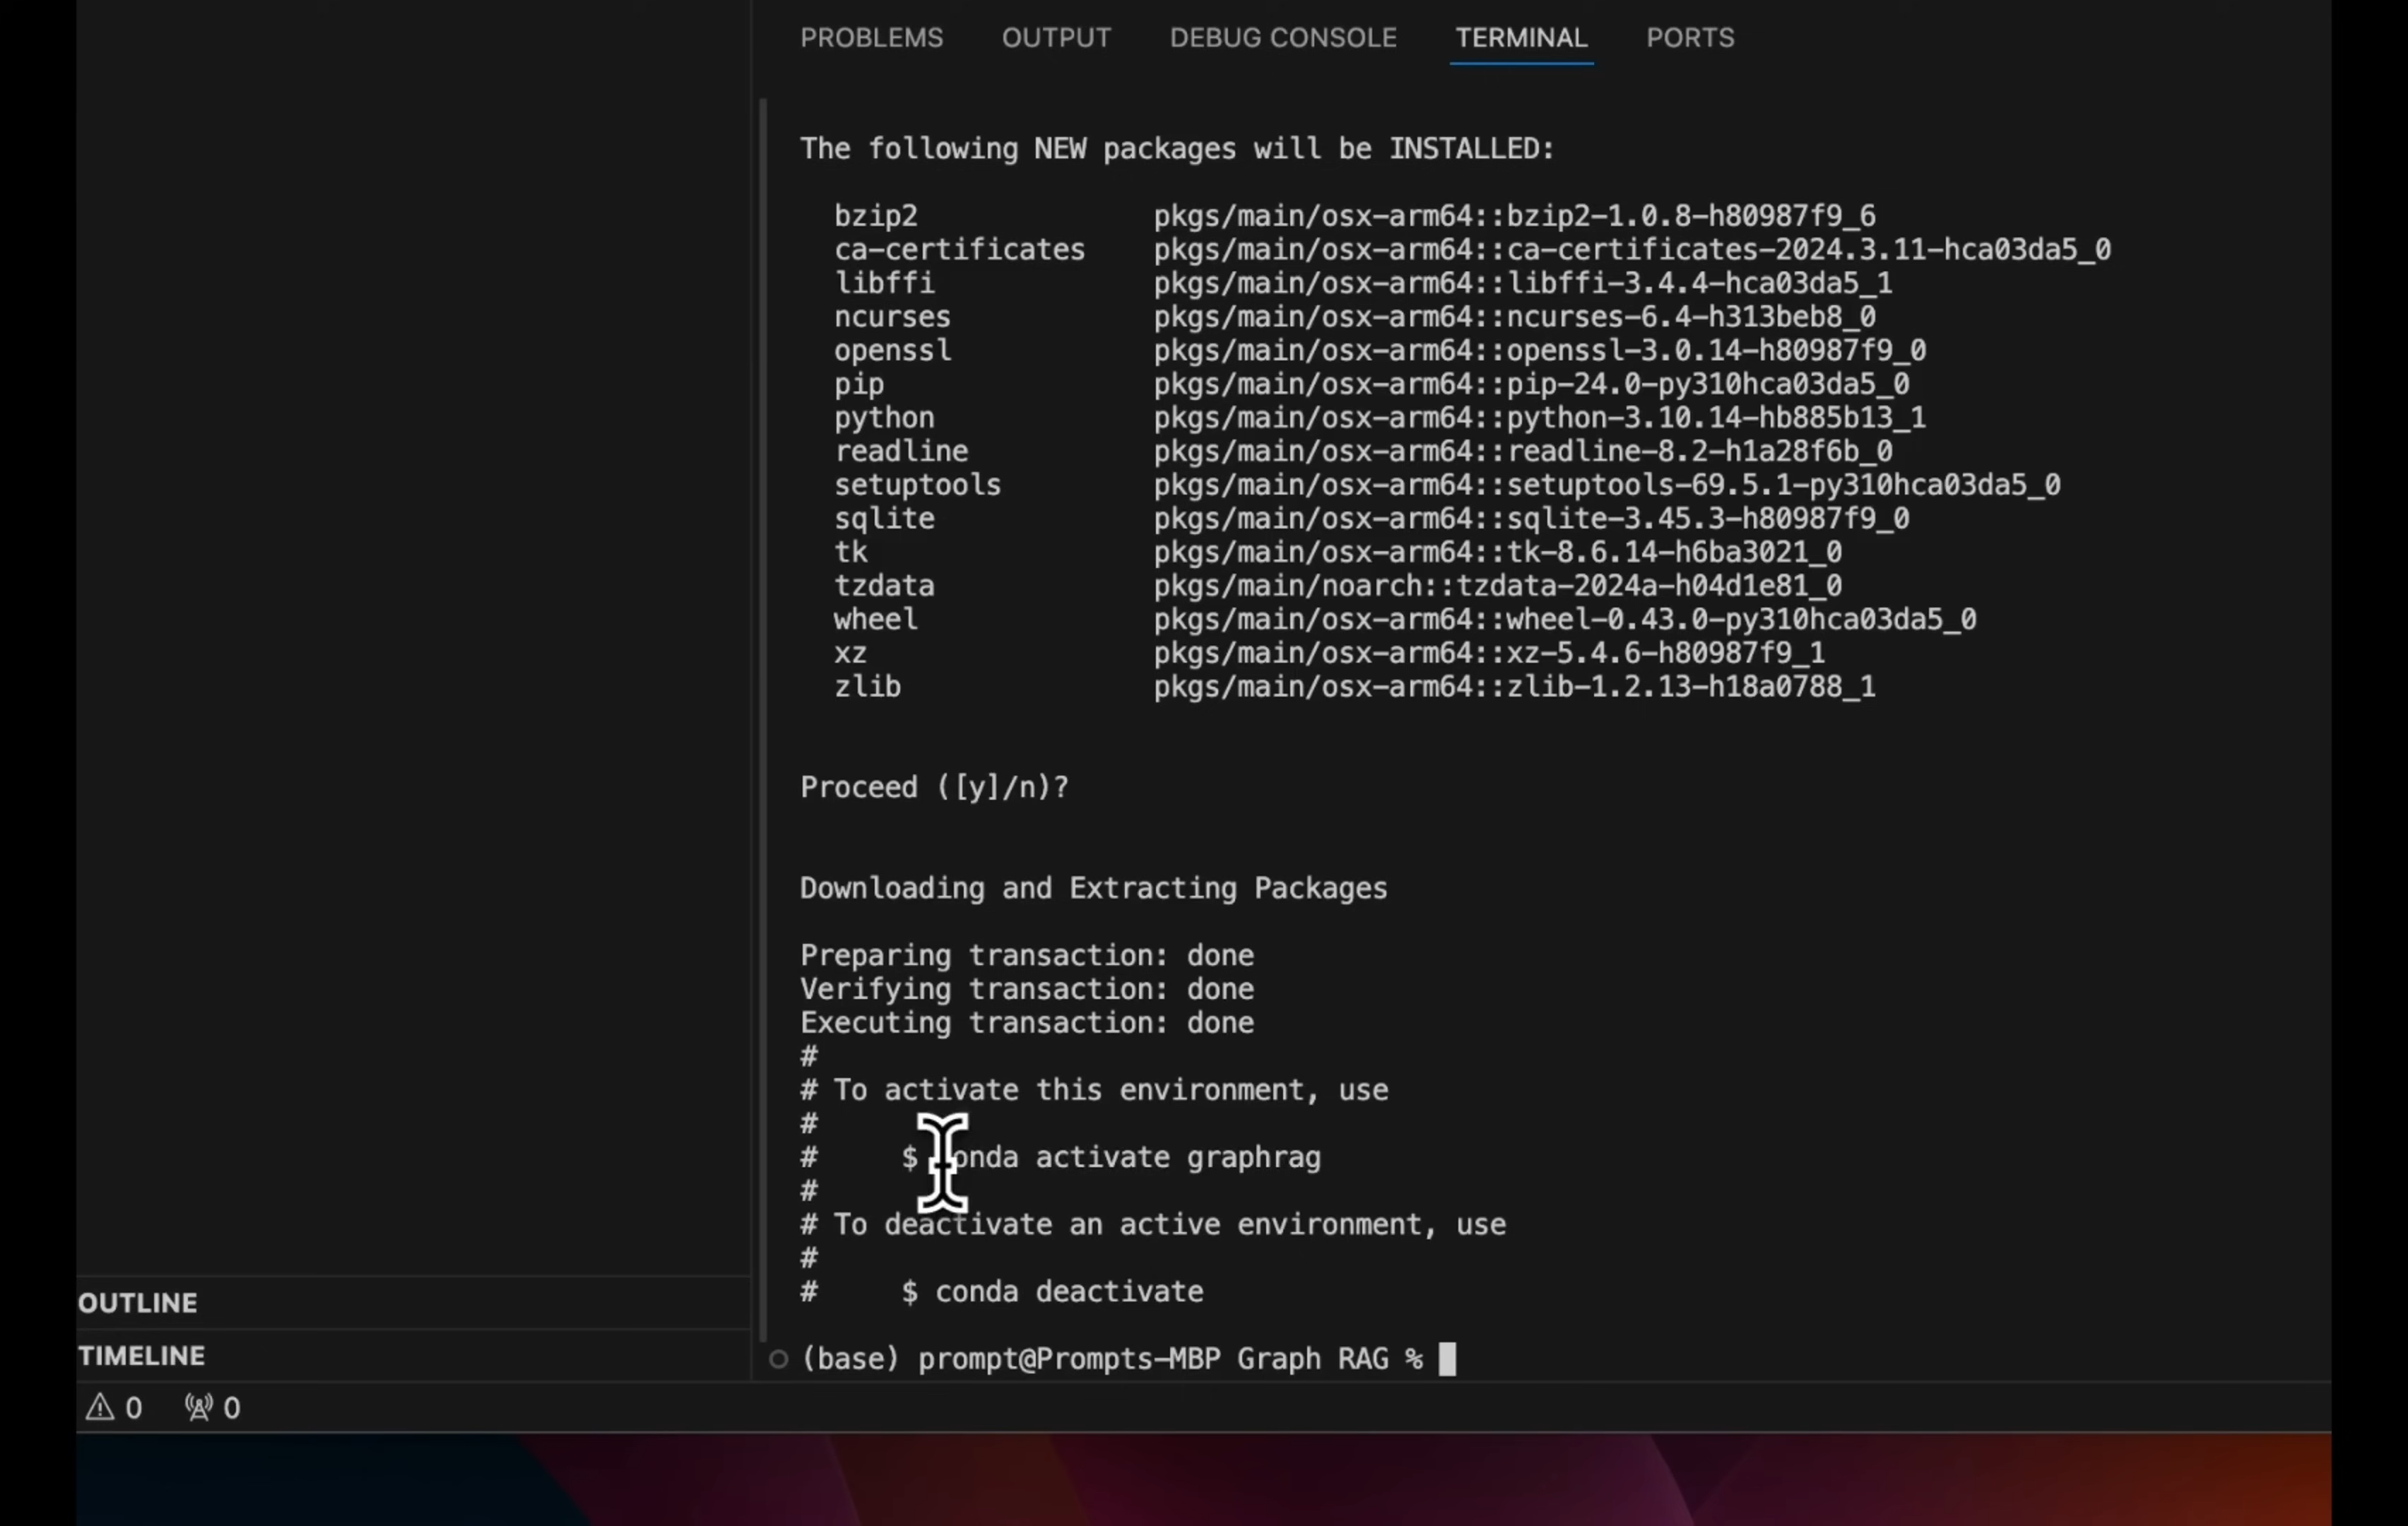 PROBLEMS OUTPUT DEBUG CONSOLE TERMINAL PORTS
The following NEW packages will be INSTALLED:
bzip2 pkgs/main/osx-arm64::bzip2-1.0.8-h80987f9_6
ca-certificates pkgs/main/osx-arm64::ca-certificates-2024.3.11-hca03da5_0
libffi pkgs/main/osx-arm64::libffi-3.4.4-hca03da5_1
ncurses pkgs/main/osx-arm64::ncurses-6.4-h313beb8_0
openssl pkgs/main/osx-arm64::openssl-3.0.14-h80987f9_0
pip pkgs/main/osx-arm64::pip-24.0-py310hca03da5_0
python pkgs/main/osx-arm64::python-3.10.14-hb885b13_1
readline pkgs/main/osx-arm64::readline-8.2-h1a28f6b_0
setuptools pkgs/main/osx-arm64::setuptools-69.5.1-py310hca03da5_0
sqlite pkgs/main/osx-arm64::sqlite-3.45.3-h80987f9_0
tk pkgs/main/osx-arm64::tk-8.6.14-h6ba3021_0
tzdata pkgs/main/noarch::tzdata-2024a-h04d1e81_0
wheel pkgs/main/osx-arm64::wheel-0.43.0-py310hca03da5_0
xz pkgs/main/osx-arm64::xz-5.4.6-h80987f9_1
zlib pkgs/main/osx-arm64::zlib-1.2.13-h18a0788_1
Proceed ([y]/n)?
Downloading and Extracting Packages
Preparing transaction: done
Verifying transaction: done
Executing transaction: done
#
# To activate this environment, use
#
# $ conda activate graphrag
#
# To deactivate an active environment, use
#
# $ conda deactivate
(base) prompt@Prompts-MBP Graph RAG %
OUTLINE
TIMELINE
0 0